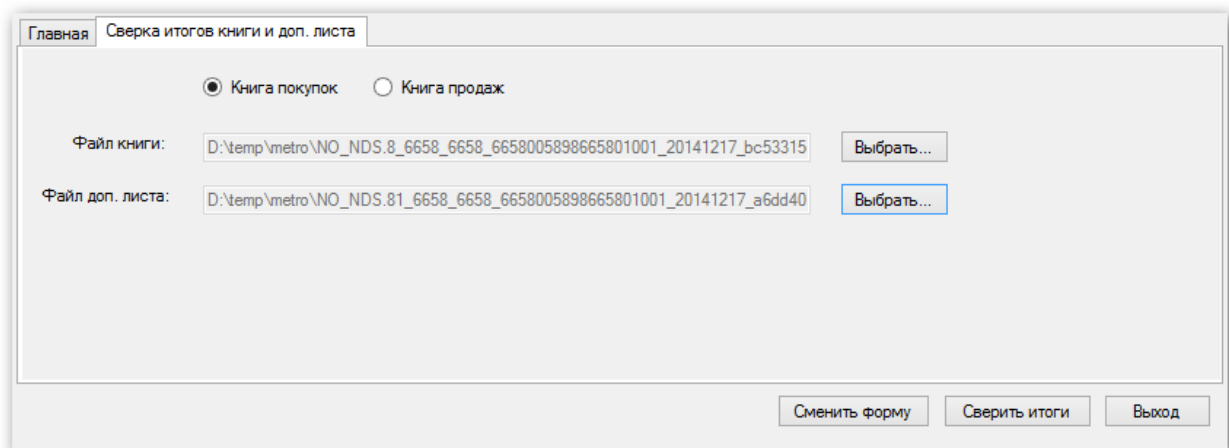 Главная Сверка итогов книги и доп. листа
Книга покупок Книга продаж
Файл книги: D:\temp\metro\NO_NDS.8_6658_6658_6658005898665801001_20141217_bc53315 Выбрать...
Файл доп. листа: D:\temp\metro\NO_NDS.81_6658_6658_6658005898665801001_20141217_a6dd40 Выбрать...
Сменить форму Сверить итоги Выход